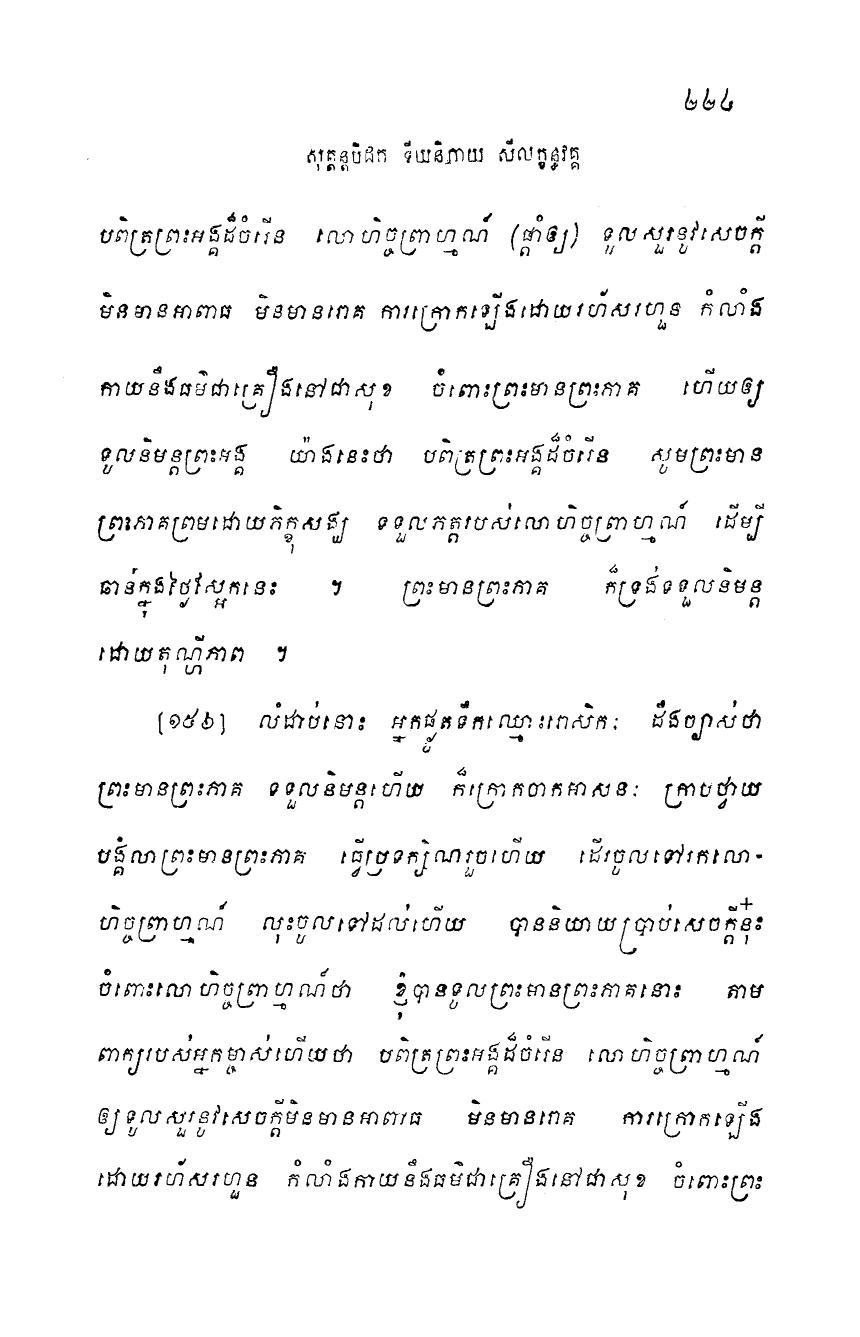 ២២៤
សុត្តន្តបិដក ទីឃនិកាយ សីលក្ខន្ធវគ្គ
បពិត្រព្រះអង្គដ៏ចំរើន លោហិច្ចព្រាហ្មណ៍ (ផ្តាំឲ្យ) ទូលសួរនូវសេចក្តី
មិនមានអាពាធ មិនមានរោគ ការក្រោកឡើងដោយរហ័សរហួន កំលាំង
កាយនឹងធម៌ជាគ្រឿងនៅជាសុខ ចំពោះព្រះមានព្រះភាគ ហើយឲ្យ
ទូលនិមន្តព្រះអង្គ យ៉ាងនេះថា បពិត្រព្រះអង្គដ៏ចំរើន សូមព្រះមាន
ព្រះភាគព្រមដោយភិក្ខុសង្ឃ ទទួលភត្តរបស់លោហិច្ចព្រាហ្មណ៍ ដើម្បី
ធាន់ក្នុងថ្ងៃស្អែកនេះ ។ ព្រះមានព្រះភាគ ក៏ទ្រង់ទទួលនិមន្ត
ដោយតុណ្ហីភាព ។
[១៥៦] លំដាប់នោះ អ្នកផ្លូតទឹកឈ្មោះរោសិកៈ ដឹងច្បាស់ថា
ព្រះមានព្រះភាគ ទទួលនិមន្តហើយ ក៏ក្រោកចាកអាសនៈ ក្រាបថ្វាយ
បង្គំលាព្រះមានព្រះភាគ ធ្វើប្រទក្សិណរួចហើយ ដើរចូលទៅរកលោ-
ហិច្ចព្រាហ្មណ៍ លុះចូលទៅដល់ហើយ បាននិយាយប្រាប់សេចក្តីនុ៎ះ
ចំពោះលោហិច្ចព្រាហ្មណ៍ថា ខ្ញុំបានទូលព្រះមានព្រះភាគនោះ តាម
ពាក្យរបស់អ្នកម្ចាស់ហើយថា បពិត្រព្រះអង្គដ៏ចំរើន លោហិច្ចព្រាហ្មណ៍
ឲ្យទូលសួរនូវសេចក្តីមិនមានអាពាធ មិនមានរោគ ការក្រោកឡើង
ដោយរហ័សរហួន កំលាំងកាយនឹងធម៌ជាគ្រឿងនៅជាសុខ ចំពោះព្រះ